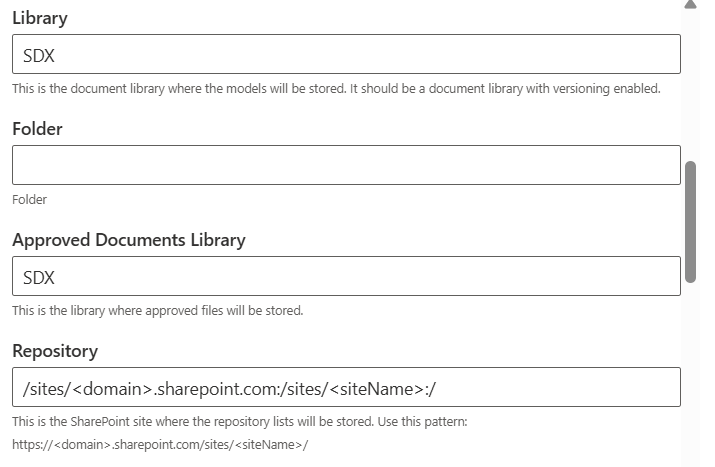 Library
SDX
This is the document library where the models will be stored. It should be a document library with versioning enabled.
Folder
Folder
Approved Documents Library
SDX
This is the library where approved files will be stored.
Repository
/sites/<domain>.sharepoint.com:/sites/<siteName>:/
This is the SharePoint site where the repository lists will be stored. Use this pattern:
https://<domain>.sharepoint.com/sites/<siteName>/